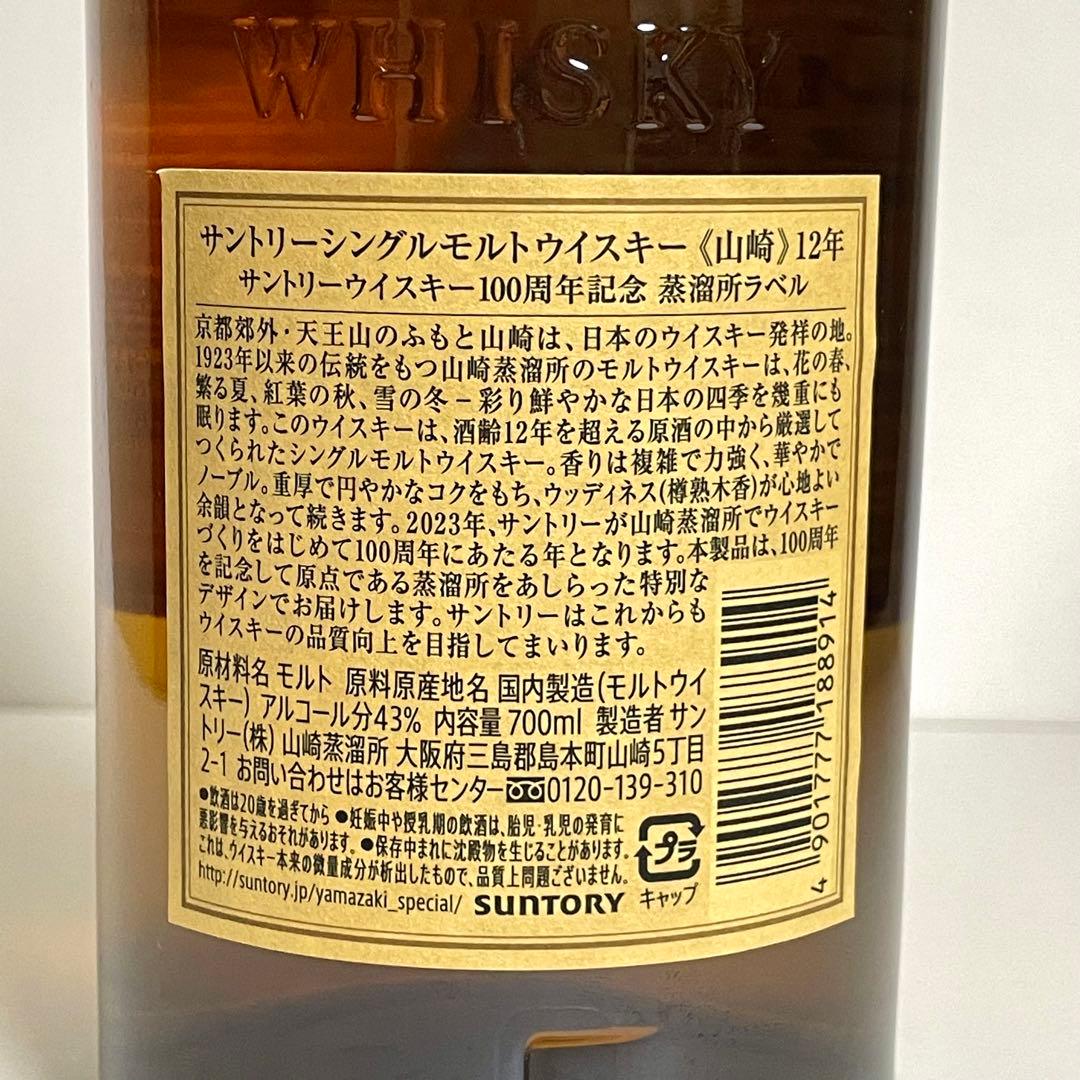 WHISKY
サントリーシングルモルトウイスキー《山崎》12年
サントリーウイスキー100周年記念 蒸溜所ラベル
京都郊外・天王山のふもと山崎は、日本のウイスキー発祥の地。
1923年以来の伝統をもつ山崎蒸溜所のモルトウイスキーは、花の春、
繁る夏、紅葉の秋、雪の冬－彩り鮮やかな日本の四季を幾重にも
眠ります。このウイスキーは、酒齢12年を超える原酒の中から厳選して
つくられたシングルモルトウイスキー。香りは複雑で力強く、華やかで
ノーブル。重厚で円やかなコクをもち、ウッディネス(樽熟木香)が心地よい
余韻となって続きます。2023年、サントリーが山崎蒸溜所でウイスキー
づくりをはじめて100周年にあたる年となります。本製品は、100周年
を記念して原点である蒸溜所をあしらった特別な
デザインでお届けします。サントリーはこれからも
ウイスキーの品質向上を目指してまいります。
原材料名 モルト 原料原産地名 国内製造(モルトウイ
スキー) アルコール分43% 内容量700ml 製造者 サン
トリー(株) 山崎蒸溜所 大阪府三島郡島本町山崎5丁目
2-1 お問い合わせはお客様センター0120-139-310
●飲酒は20歳を過ぎてから ●妊娠中や授乳期の飲酒は、胎児・乳児の発育に
悪影響を与えるおそれがあります。●保存中まれに沈殿物を生じることがあります。
これは、ウイスキー本来の微量成分が析出したもので、品質上問題ございません。
http://suntory.jp/yamazaki_special/ SUNTORY
プラ
キャップ
4 901777 188914